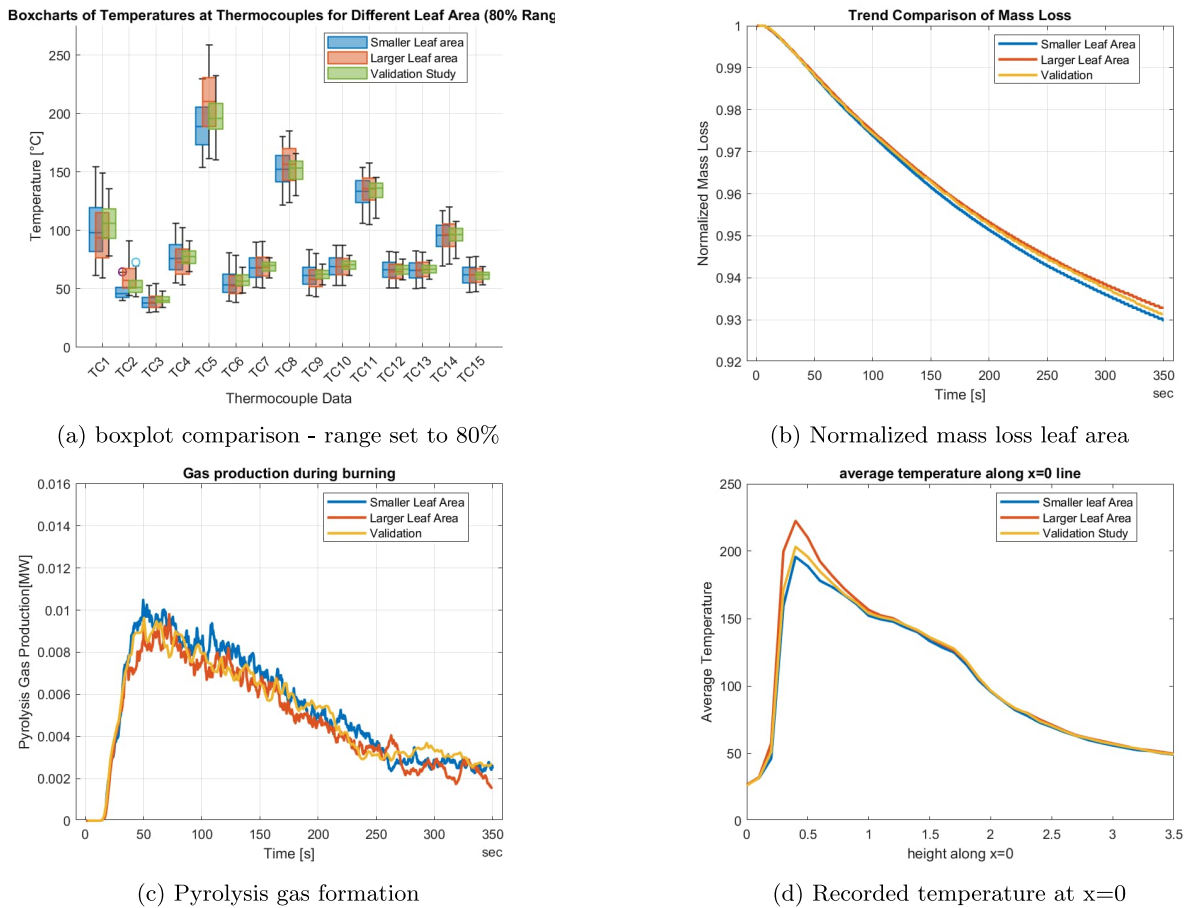 Boxcharts of Temperatures at Thermocouples for Different Leaf Area (80% Rang
Temperature [°C]
250
200
150
100
50
0
Smaller Leaf area
Larger Leaf area
Validation Study
TC1 TC2 TC3 TC4 TC5 TC6 TC7 TC8 TC9 TC10 TC11 TC12 TC13 TC14 TC15
Thermocouple Data
(a) boxplot comparison - range set to 80%
Trend Comparison of Mass Loss
Normalized Mass Loss
1
0.99
0.98
0.97
0.96
0.95
0.94
0.93
0.92
Smaller Leaf Area
Larger Leaf Area
Validation
0 50 100 150 200 250 300 350
Time [s]
sec
(b) Normalized mass loss leaf area
Gas production during burning
Pyrolysis Gas Production[MW]
0.016
0.014
0.012
0.01
0.008
0.006
0.004
0.002
0
Smaller Leaf Area
Larger Leaf Area
Validation
0 50 100 150 200 250 300 350
Time [s]
sec
(c) Pyrolysis gas formation
average temperature along x=0 line
Average Temperature
250
200
150
100
50
0
Smaller leaf Area
Larger Leaf Area
Validation Study
0 0.5 1 1.5 2 2.5 3 3.5
height along x=0
(d) Recorded temperature at x=0